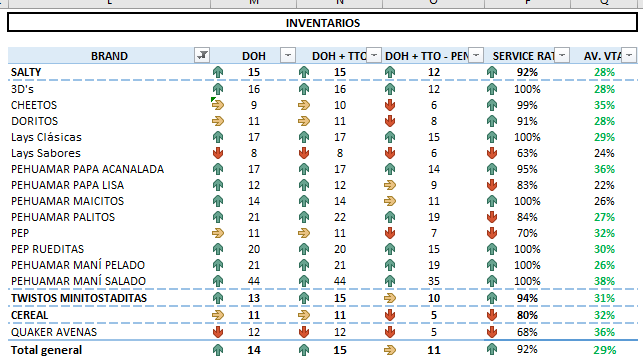 L M N O P Q
INVENTARIOS
BRAND DOH DOH + TTO DOH + TTO - PEN SERVICE RAT AV. VTA
SALTY 15 15 12 92% 28%
3D's 16 16 12 100% 28%
CHEETOS 9 10 6 99% 35%
DORITOS 11 11 8 91% 28%
Lays Clásicas 17 17 15 100% 29%
Lays Sabores 8 8 6 63% 24%
PEHUAMAR PAPA ACANALADA 17 17 14 95% 36%
PEHUAMAR PAPA LISA 12 12 9 83% 22%
PEHUAMAR MAICITOS 14 14 11 100% 26%
PEHUAMAR PALITOS 21 22 19 84% 27%
PEP 11 11 7 70% 32%
PEP RUEDITAS 20 20 15 100% 30%
PEHUAMAR MANÍ PELADO 21 21 19 100% 26%
PEHUAMAR MANÍ SALADO 44 44 35 100% 38%
TWISTOS MINITOSTADITAS 13 15 10 94% 31%
CEREAL 11 11 5 80% 32%
QUAKER AVENAS 12 12 5 68% 36%
Total general 14 15 11 92% 29%